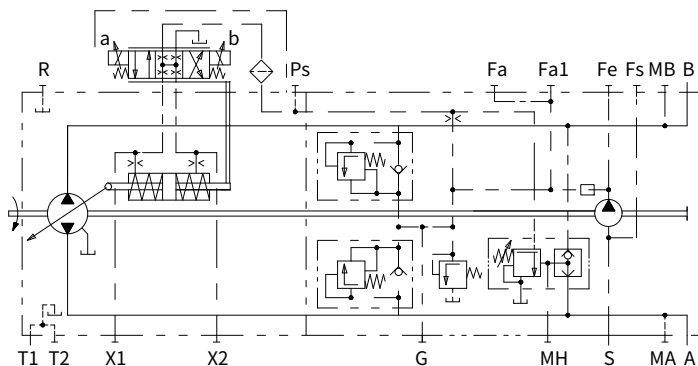 a b
R Ps Fa Fa1 Fe Fs MB B
T1 T2 X1 X2 G MH S MA A